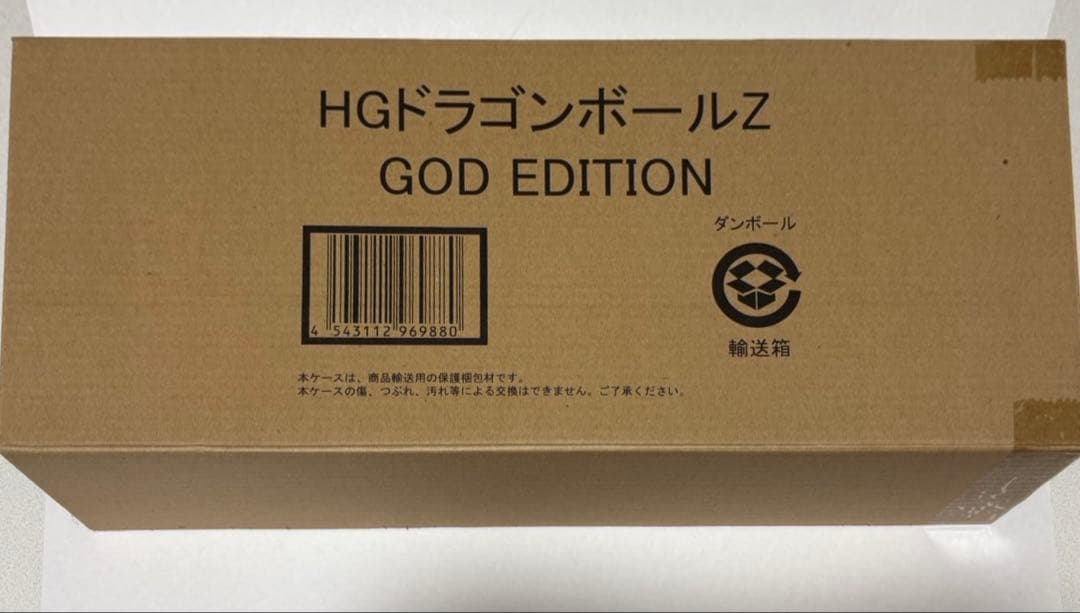 HGドラゴンボールZ
GOD EDITION
ダンボール
4 543112 969880
輸送箱
本ケースは、商品輸送用の保護梱包材です。
本ケースの傷、つぶれ、汚れ等による交換はできません。ご了承ください。